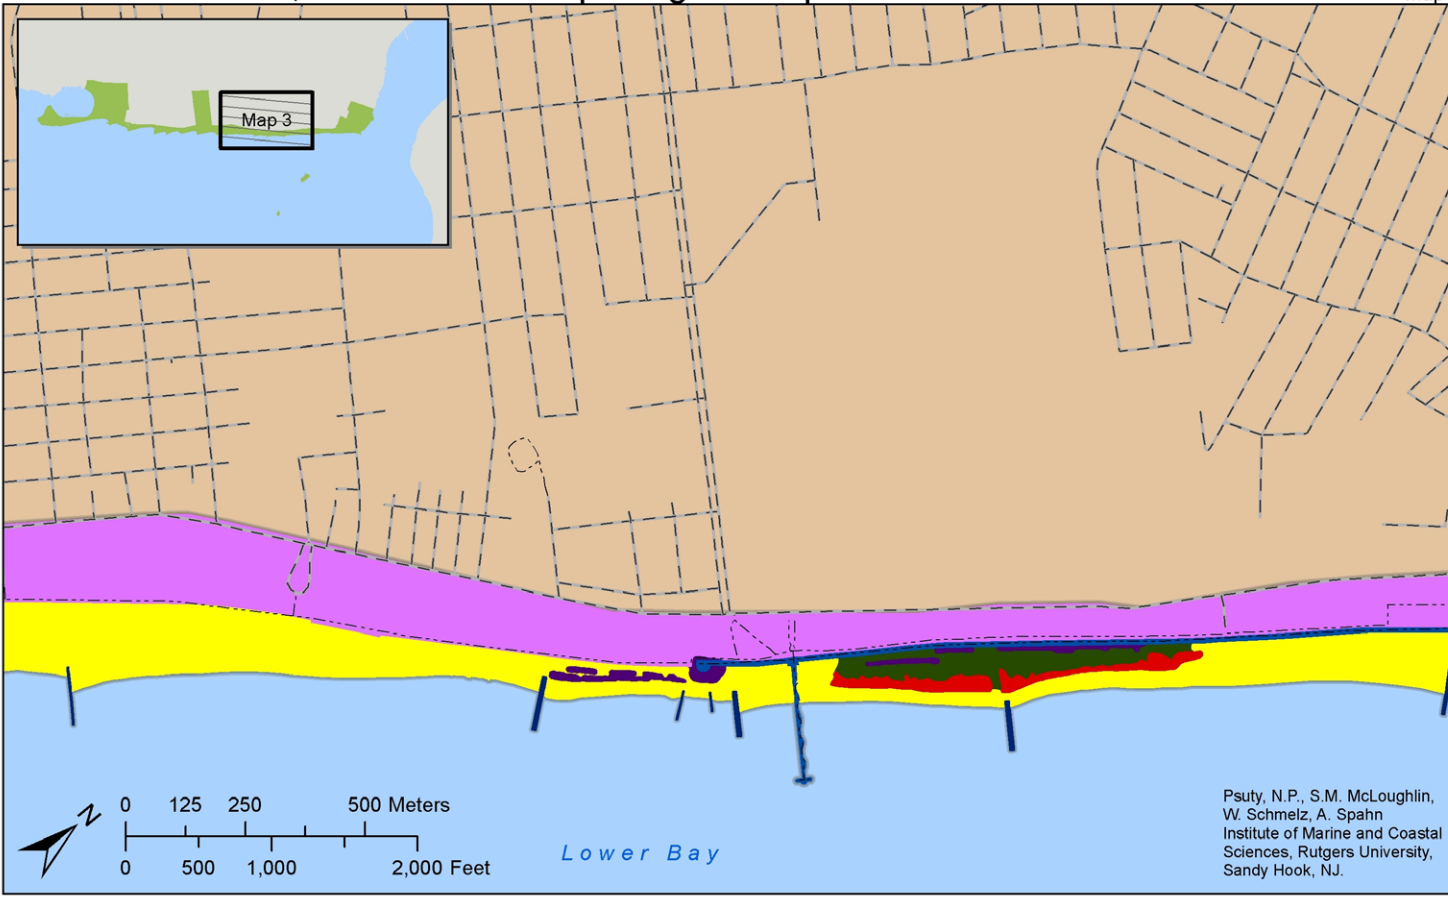 Map 3
N
0 125 250 500 Meters
0 500 1,000 2,000 Feet
Lower Bay
Psuty, N.P., S.M. McLoughlin,
W. Schmelz, A. Spahn
Institute of Marine and Coastal
Sciences, Rutgers University,
Sandy Hook, NJ.